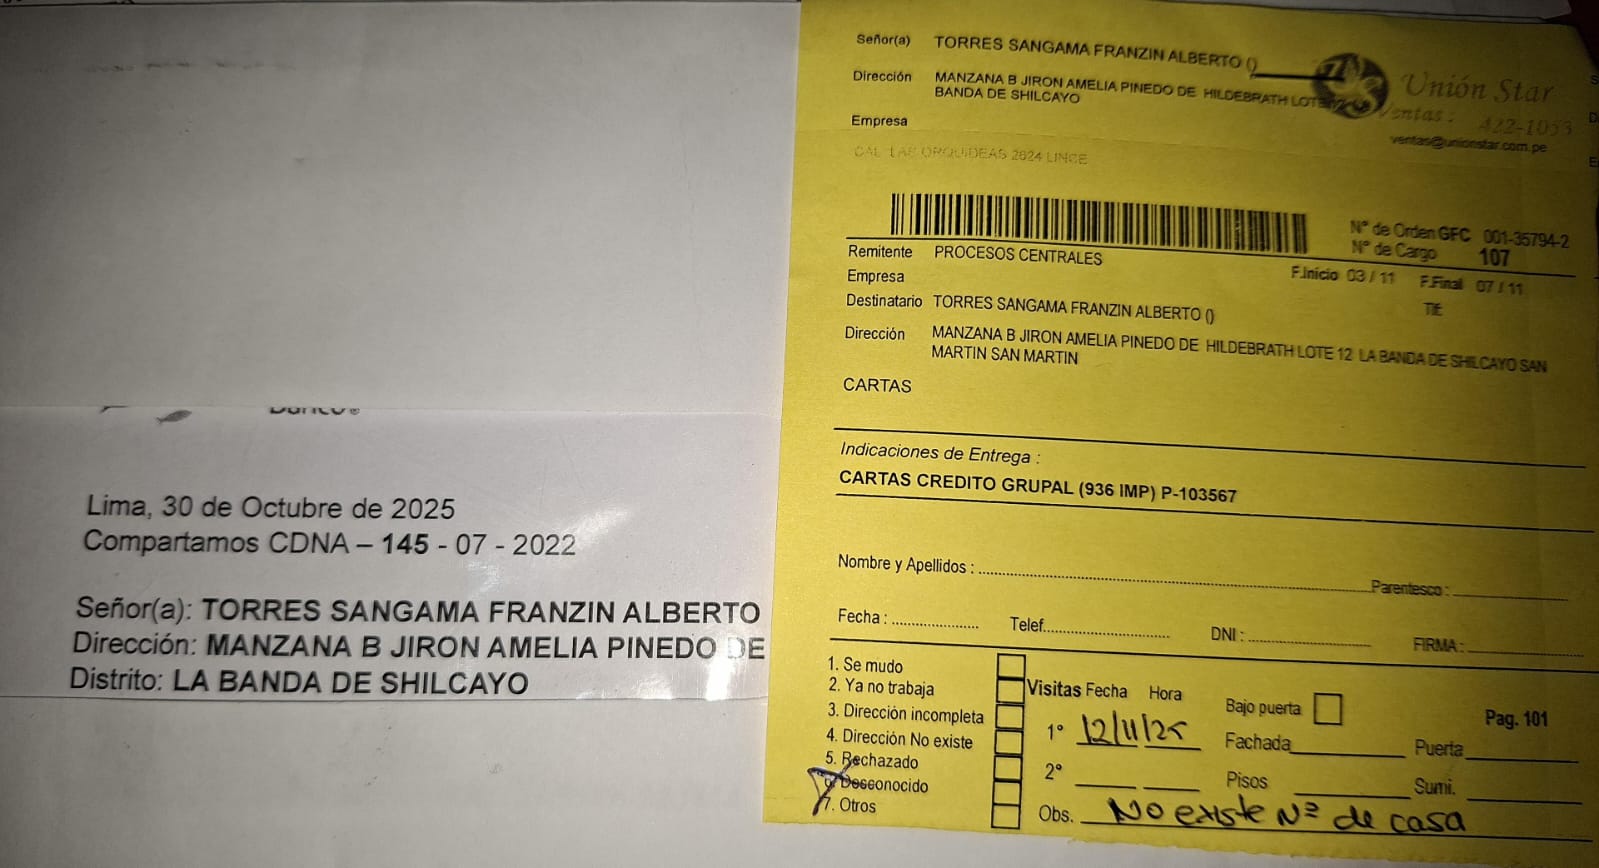 Lima, 30 de Octubre de 2025
Compartamos CDNA – 145 - 07 - 2022
Señor(a): TORRES SANGAMA FRANZIN ALBERTO
Dirección: MANZANA B JIRON AMELIA PINEDO DE
Distrito: LA BANDA DE SHILCAYO
Señor(a) TORRES SANGAMA FRANZIN ALBERTO ()
Dirección MANZANA B JIRON AMELIA PINEDO DE HILDEBRATH LOTE
BANDA DE SHILCAYO
Empresa
CAL LAS ORQUIDEAS 2624 LINCE
Unión Star
Ventas: 422-1053
ventas@unionstar.com.pe
Nº de Orden GFC 001-35794-2
Nº de Cargo 107
Remitente PROCESOS CENTRALES
F.Inicio 03 / 11 F.Final 07 / 11
Empresa
Destinatario TORRES SANGAMA FRANZIN ALBERTO ()
Dirección MANZANA B JIRON AMELIA PINEDO DE HILDEBRATH LOTE 12 LA BANDA DE SHILCAYO SAN
MARTIN SAN MARTIN
CARTAS
Indicaciones de Entrega :
CARTAS CREDITO GRUPAL (936 IMP) P-103567
Nombre y Apellidos : Parentesco :
Fecha : Telef. DNI : FIRMA :
1. Se mudo
2. Ya no trabaja
3. Dirección incompleta
4. Dirección No existe
5. Rechazado
6. Desconocido
7. Otros
Visitas Fecha Hora
1° 12/11/25
2°
Bajo puerta
Pag. 101
Fachada Puerta
Pisos Sumi.
Obs. No existe Nº de casa